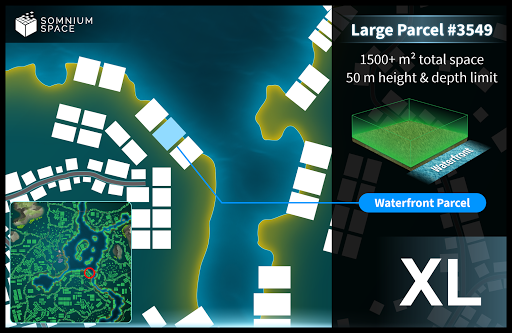 SOMNIUM
SPACE
Large Parcel #3549
1500+ m² total space
50 m height & depth limit
Waterfront
Waterfront Parcel
XL